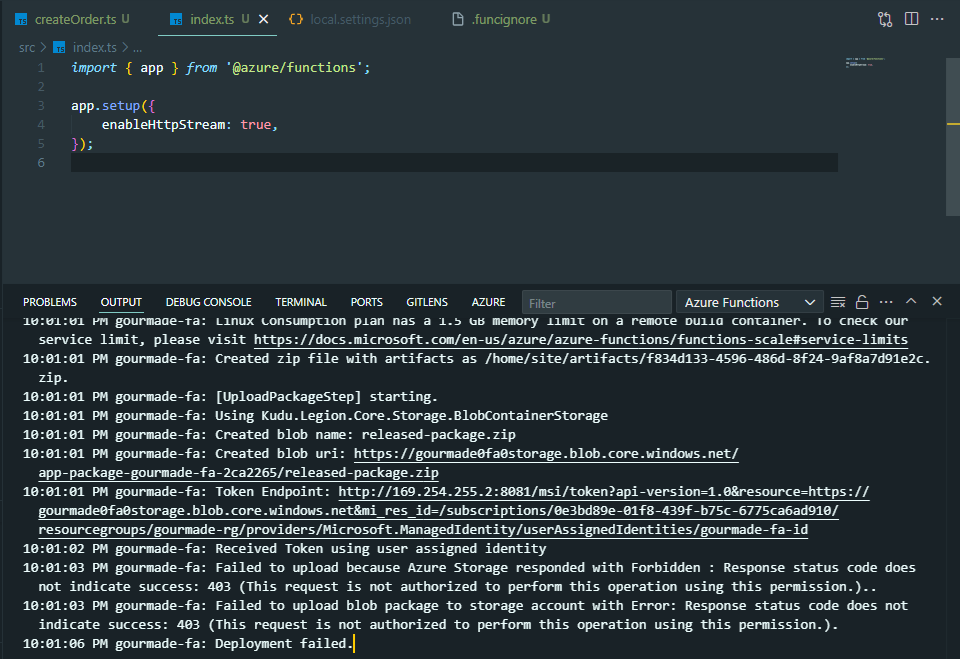 createOrder.ts U index.ts U local.settings.json .funcignore U
src > index.ts > ...
1 import { app } from '@azure/functions';
2
3 app.setup({
4 enableHttpStream: true,
5 });
6
PROBLEMS OUTPUT DEBUG CONSOLE TERMINAL PORTS GITLENS AZURE Filter Azure Functions
10:01:01 PM gourmade-fa: Linux Consumption plan has a 1.5 GB memory limit on a remote build container. To check our
service limit, please visit https://docs.microsoft.com/en-us/azure/azure-functions/functions-scale#service-limits
10:01:01 PM gourmade-fa: Created zip file with artifacts as /home/site/artifacts/f834d133-4596-486d-8f24-9af8a7d91e2c.
zip.
10:01:01 PM gourmade-fa: [UploadPackageStep] starting.
10:01:01 PM gourmade-fa: Using Kudu.Legion.Core.Storage.BlobContainerStorage
10:01:01 PM gourmade-fa: Created blob name: released-package.zip
10:01:01 PM gourmade-fa: Created blob uri: https://gourmade0fa0storage.blob.core.windows.net/
app-package-gourmade-fa-2ca2265/released-package.zip
10:01:01 PM gourmade-fa: Token Endpoint: http://169.254.255.2:8081/msi/token?api-version=1.0&resource=https://
gourmade0fa0storage.blob.core.windows.net&mi_res_id=/subscriptions/0e3bd89e-01f8-439f-b75c-6775ca6ad910/
resourcegroups/gourmade-rg/providers/Microsoft.ManagedIdentity/userAssignedIdentities/gourmade-fa-id
10:01:02 PM gourmade-fa: Received Token using user assigned identity
10:01:03 PM gourmade-fa: Failed to upload because Azure Storage responded with Forbidden : Response status code does
not indicate success: 403 (This request is not authorized to perform this operation using this permission.)..
10:01:03 PM gourmade-fa: Failed to upload blob package to storage account with Error: Response status code does not
indicate success: 403 (This request is not authorized to perform this operation using this permission.).
10:01:06 PM gourmade-fa: Deployment failed.